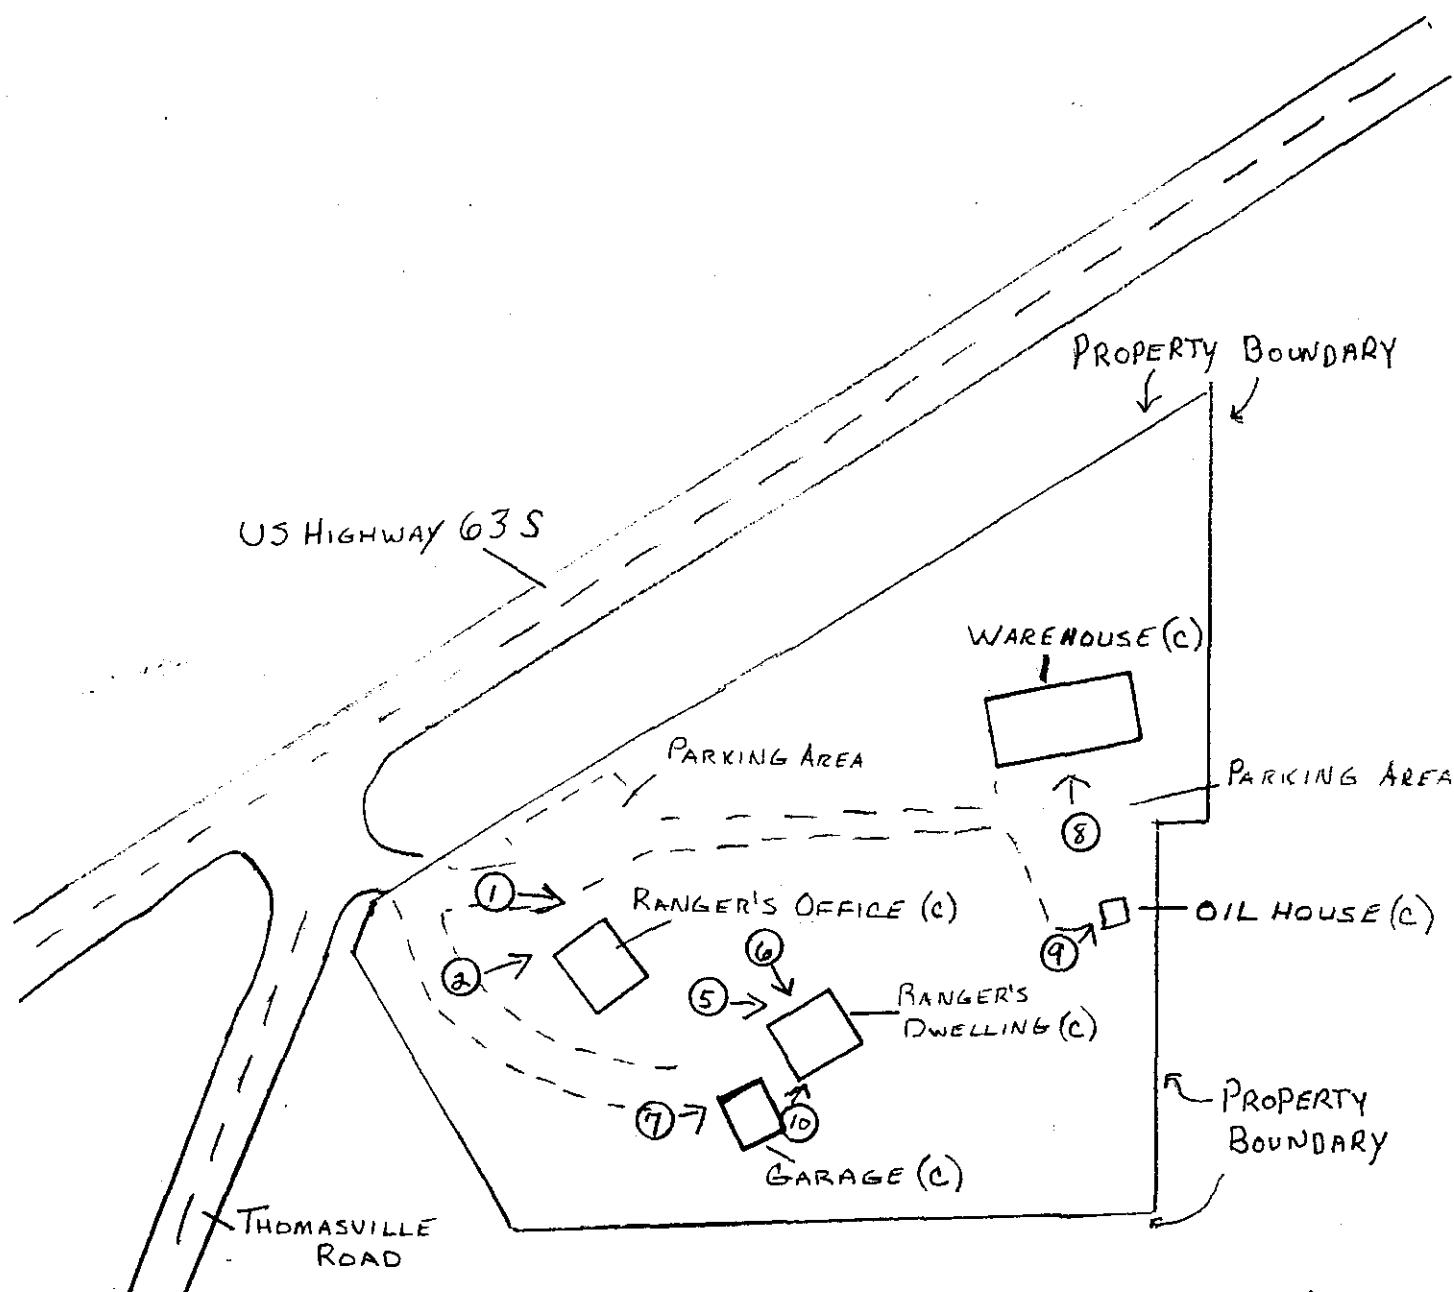 PROPERTY BOUNDARY
US HIGHWAY 63 S
WAREHOUSE (C)
PARKING AREA
PARKING AREA
8
1
RANGER'S OFFICE (C)
OIL HOUSE (C)
2
6
9
5
RANGER'S
DWELLING (C)
7
10
PROPERTY
BOUNDARY
GARAGE (C)
THOMASVILLE
ROAD